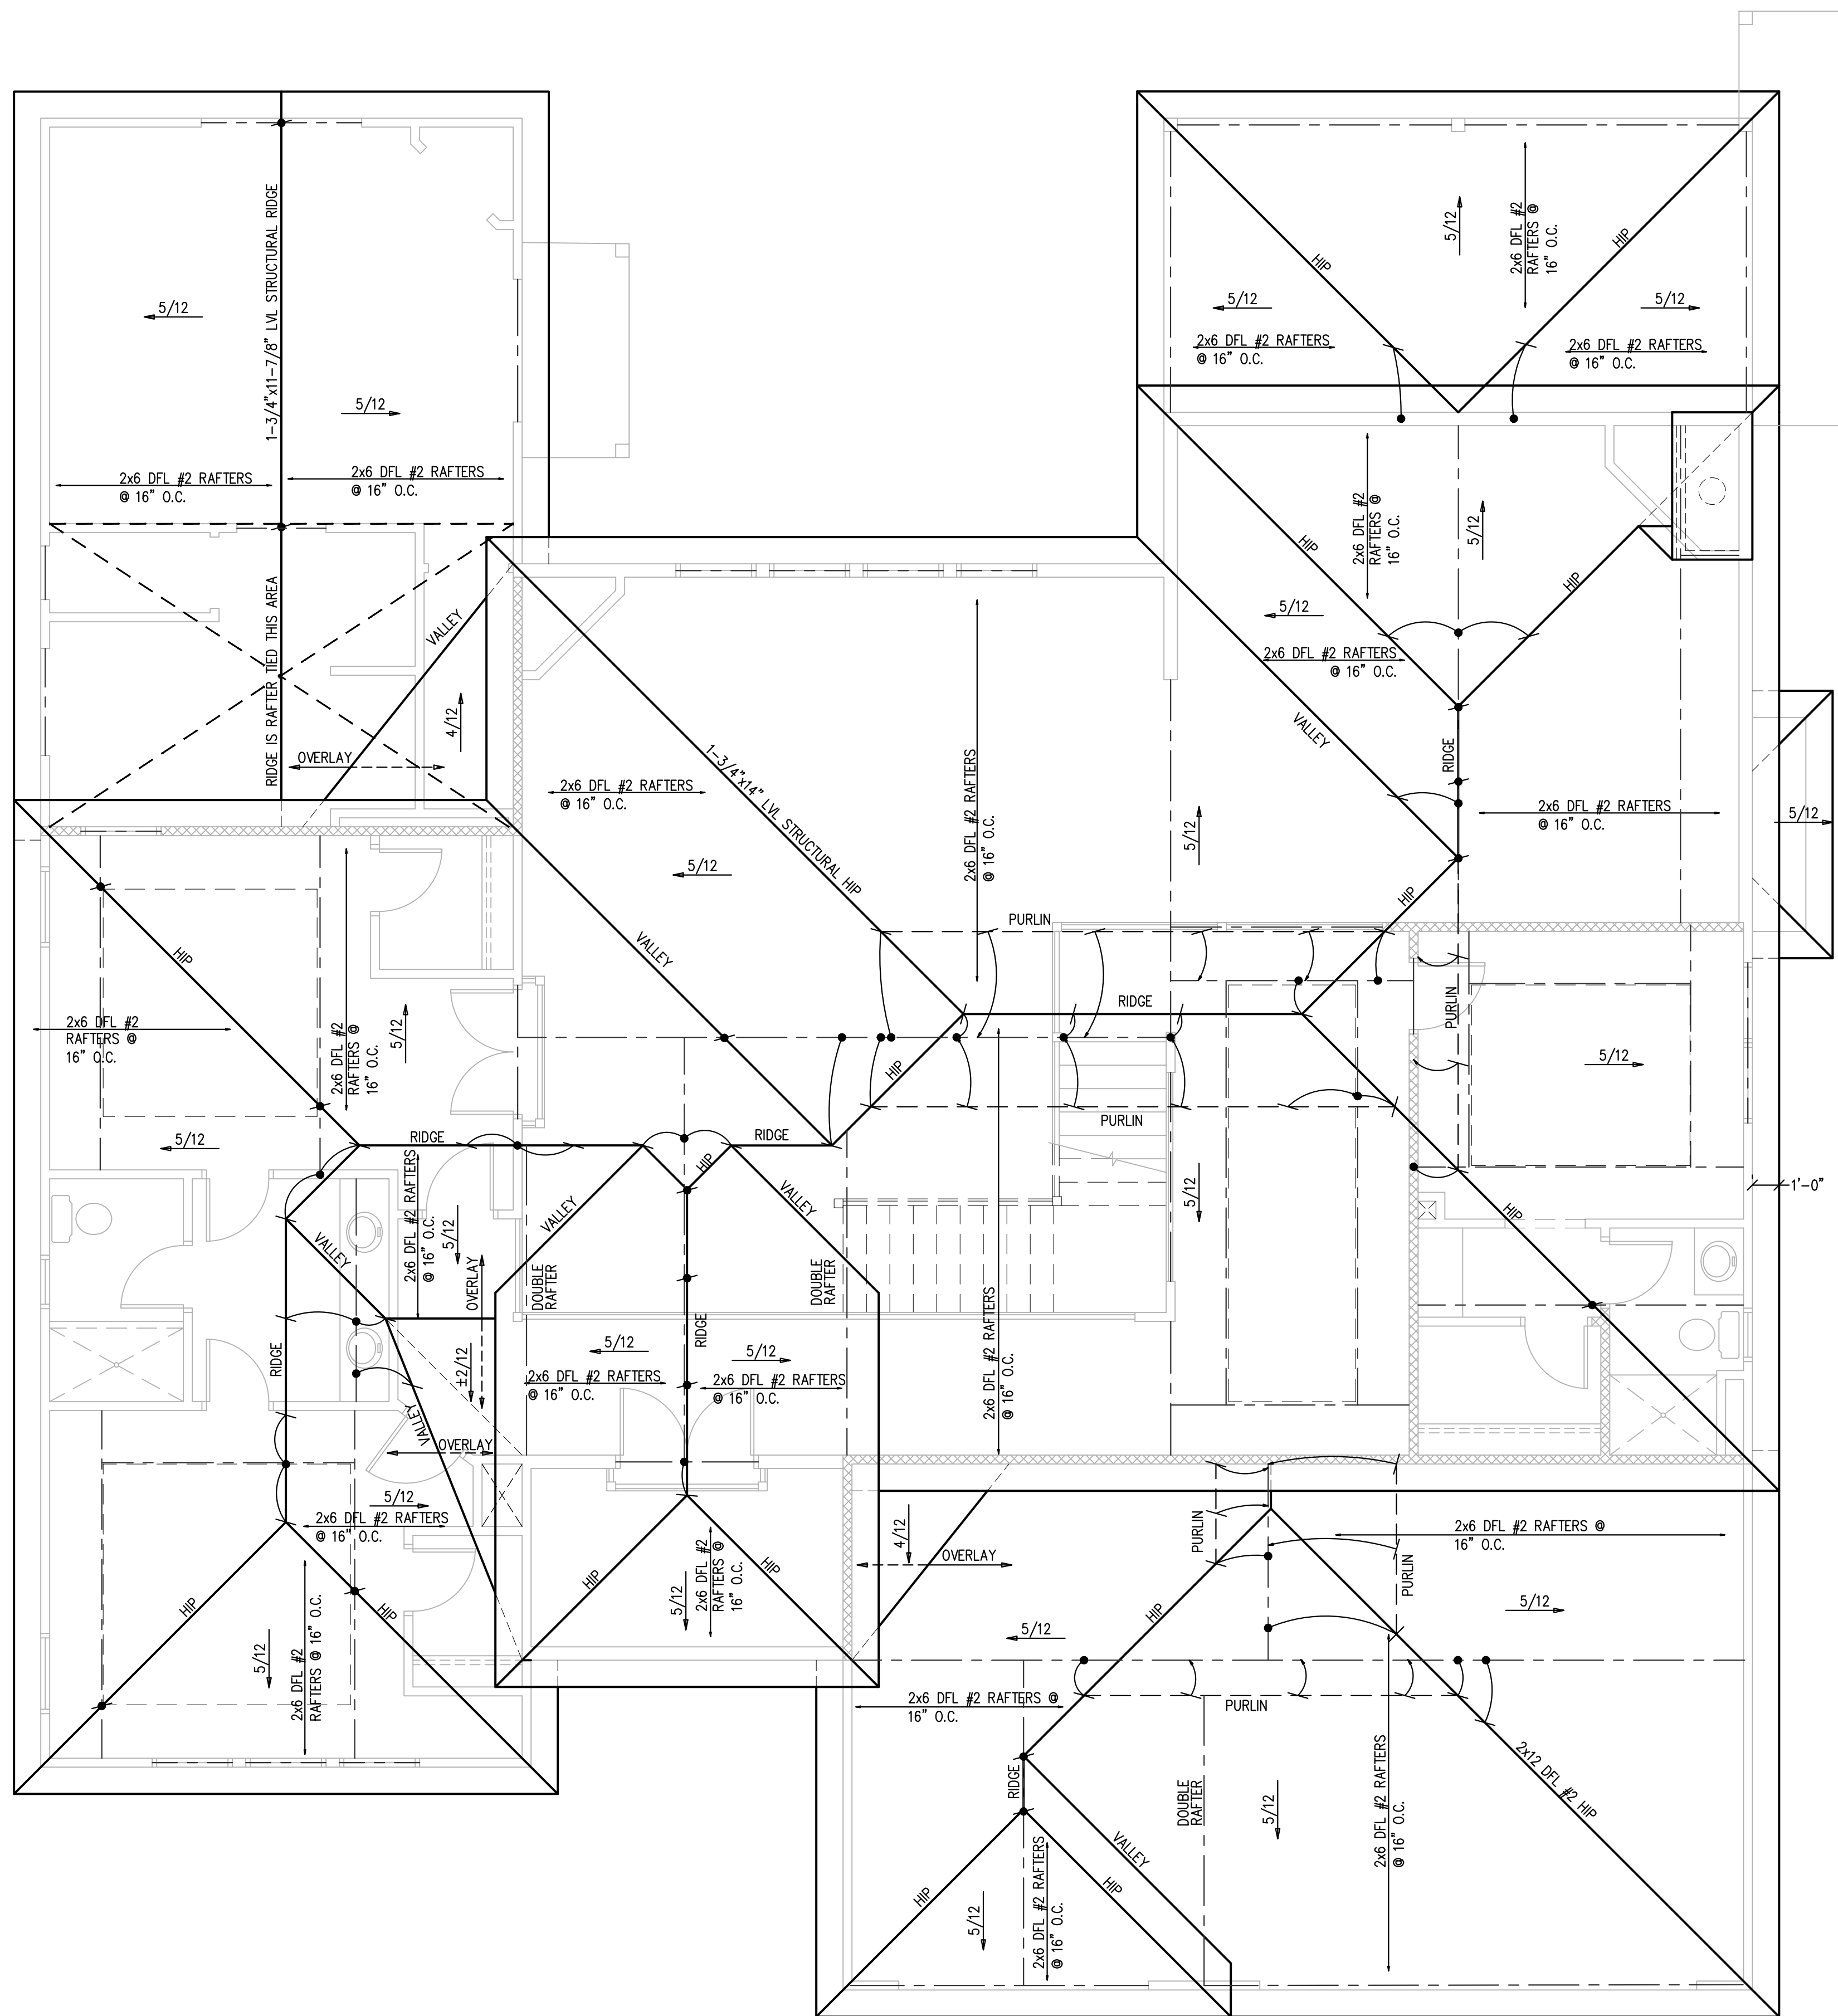 1-3/4"x11-7/8" LVL STRUCTURAL RIDGE
5/12
5/12
2x6 DFL #2 RAFTERS
@ 16" O.C.
2x6 DFL #2 RAFTERS
@ 16" O.C.
RIDGE IS RAFTER TIED THIS AREA
OVERLAY
VALLEY
4/12
HIP
5/12
2x6 DFL #2
RAFTERS @
16" O.C.
HIP
5/12
2x6 DFL #2 RAFTERS
@ 16" O.C.
5/12
2x6 DFL #2 RAFTERS
@ 16" O.C.
HIP
2x6 DFL #2
RAFTERS @
16" O.C.
5/12
HIP
5/12
2x6 DFL #2 RAFTERS
@ 16" O.C.
VALLEY
RIDGE
2x6 DFL #2 RAFTERS
@ 16" O.C.
5/12
2x6 DFL #2 RAFTERS
@ 16" O.C.
1-3/4"x14" LVL STRUCTURAL HIP
5/12
2x6 DFL #2 RAFTERS
@ 16" O.C.
5/12
HIP
PURLIN
VALLEY
HIP
2x6 DFL #2
RAFTERS @
16" O.C.
2x6 DFL #2
RAFTERS @
16" O.C.
5/12
5/12
RIDGE
HIP
PURLIN
PURLIN
5/12
1'-0"
RIDGE
RIDGE
HIP
VALLEY
VALLEY
VALLEY
2x6 DFL #2 RAFTERS
@ 16" O.C.
5/12
OVERLAY
DOUBLE
RAFTER
DOUBLE
RAFTER
5/12
HIP
RIDGE
±2/12
5/12
5/12
RIDGE
2x6 DFL #2 RAFTERS
@ 16" O.C.
2x6 DFL #2 RAFTERS
@ 16" O.C.
2x6 DFL #2 RAFTERS
@ 16" O.C.
VALLEY
OVERLAY
5/12
2x6 DFL #2 RAFTERS
@ 16" O.C.
HIP
HIP
5/12
2x6 DFL #2
RAFTERS @ 16" O.C.
HIP
5/12
2x6 DFL #2
RAFTERS @
16" O.C.
HIP
4/12
OVERLAY
PURLIN
PURLIN
2x6 DFL #2 RAFTERS @
16" O.C.
HIP
5/12
5/12
2x6 DFL #2 RAFTERS @
16" O.C.
PURLIN
RIDGE
DOUBLE
RAFTER
5/12
2x6 DFL #2 RAFTERS
@ 16" O.C.
2x12 DFL #2 HIP
VALLEY
HIP
HIP
5/12
2x6 DFL #2 RAFTERS
@ 16" O.C.